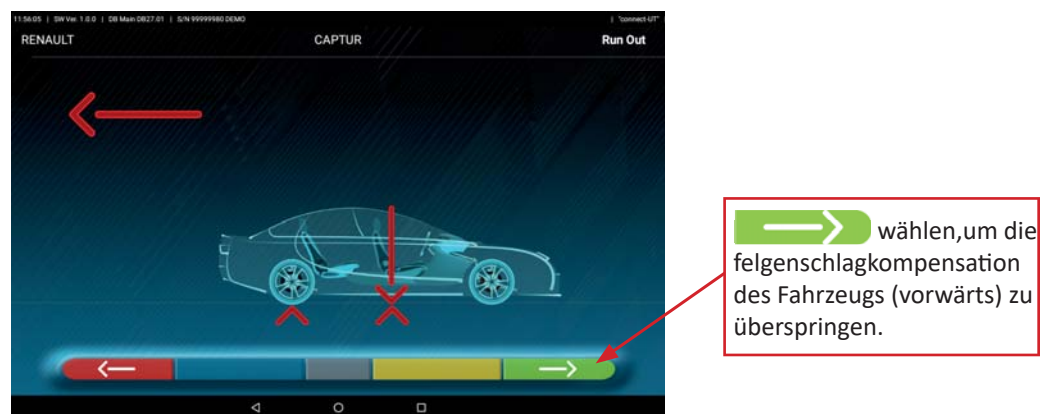 11:56:05 | SW Ver. 1.0.0 | DB Main DB27.01 | S/N 99999980 DEMO | "connect-UT"
RENAULT CAPTUR Run Out
wählen,um die
felgenschlagkompensation
des Fahrzeugs (vorwärts) zu
überspringen.